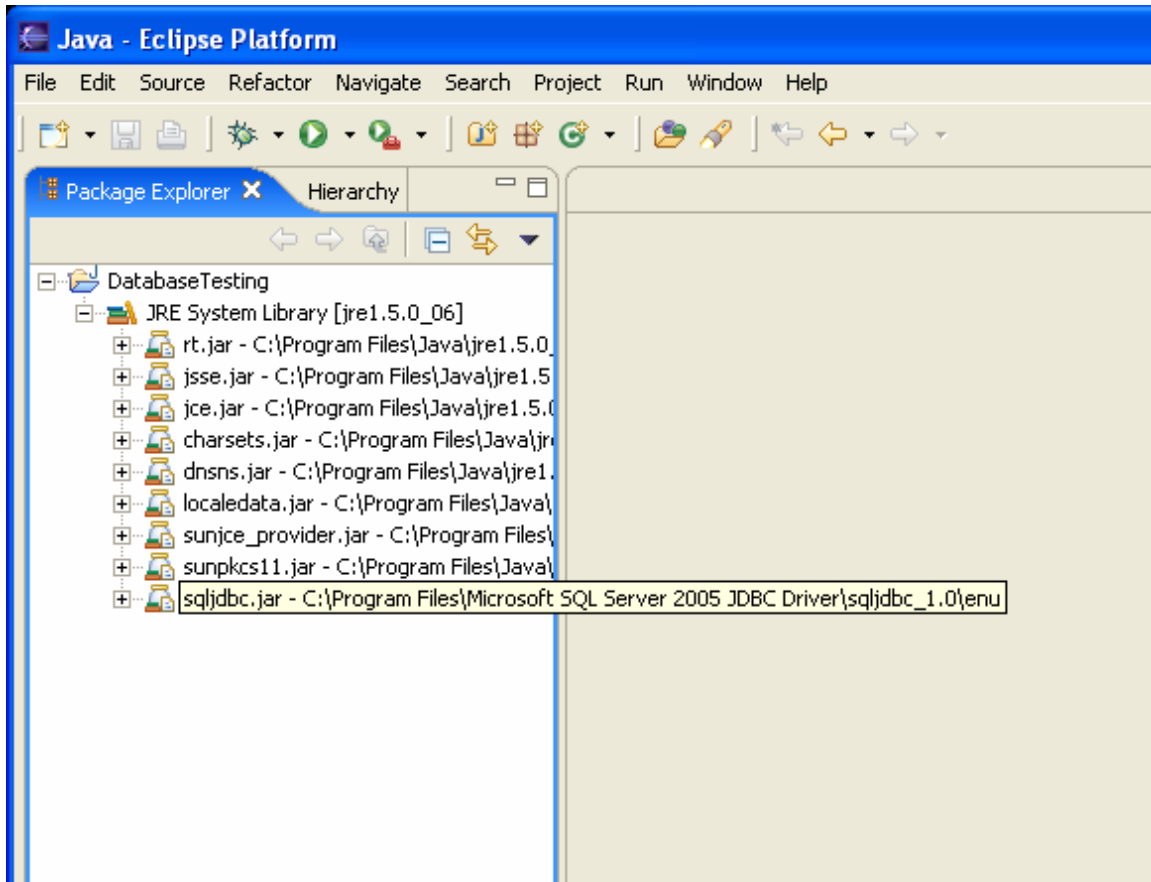 Java - Eclipse Platform
File Edit Source Refactor Navigate Search Project Run Window Help
Package Explorer Hierarchy
DatabaseTesting
JRE System Library [jre1.5.0_06]
rt.jar - C:\Program Files\Java\jre1.5.0_
jsse.jar - C:\Program Files\Java\jre1.5
jce.jar - C:\Program Files\Java\jre1.5.0
charsets.jar - C:\Program Files\Java\jr
dnsns.jar - C:\Program Files\Java\jre1.
localedata.jar - C:\Program Files\Java\
sunjce_provider.jar - C:\Program Files\
sunpkcs11.jar - C:\Program Files\Java\
sqljdbc.jar - C:\Program Files\Microsoft SQL Server 2005 JDBC Driver\sqljdbc_1.0\enu